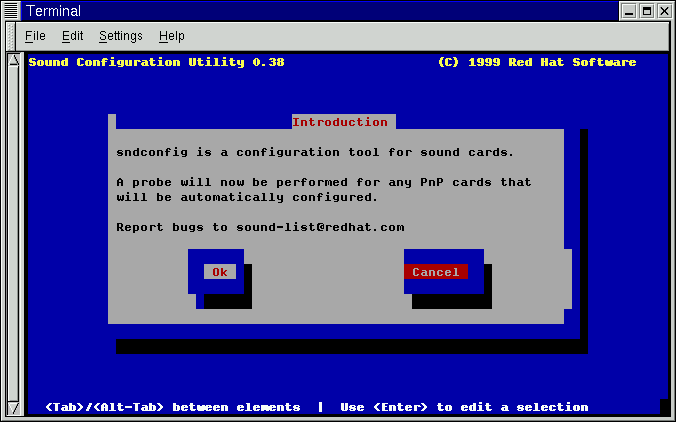 Terminal
File Edit Settings Help
Sound Configuration Utility 0.38 (C) 1999 Red Hat Software
Introduction
sndconfig is a configuration tool for sound cards.
A probe will now be performed for any PnP cards that
will be automatically configured.
Report bugs to sound-list@redhat.com
Ok Cancel
<Tab>/<Alt-Tab> between elements | Use <Enter> to edit a selection